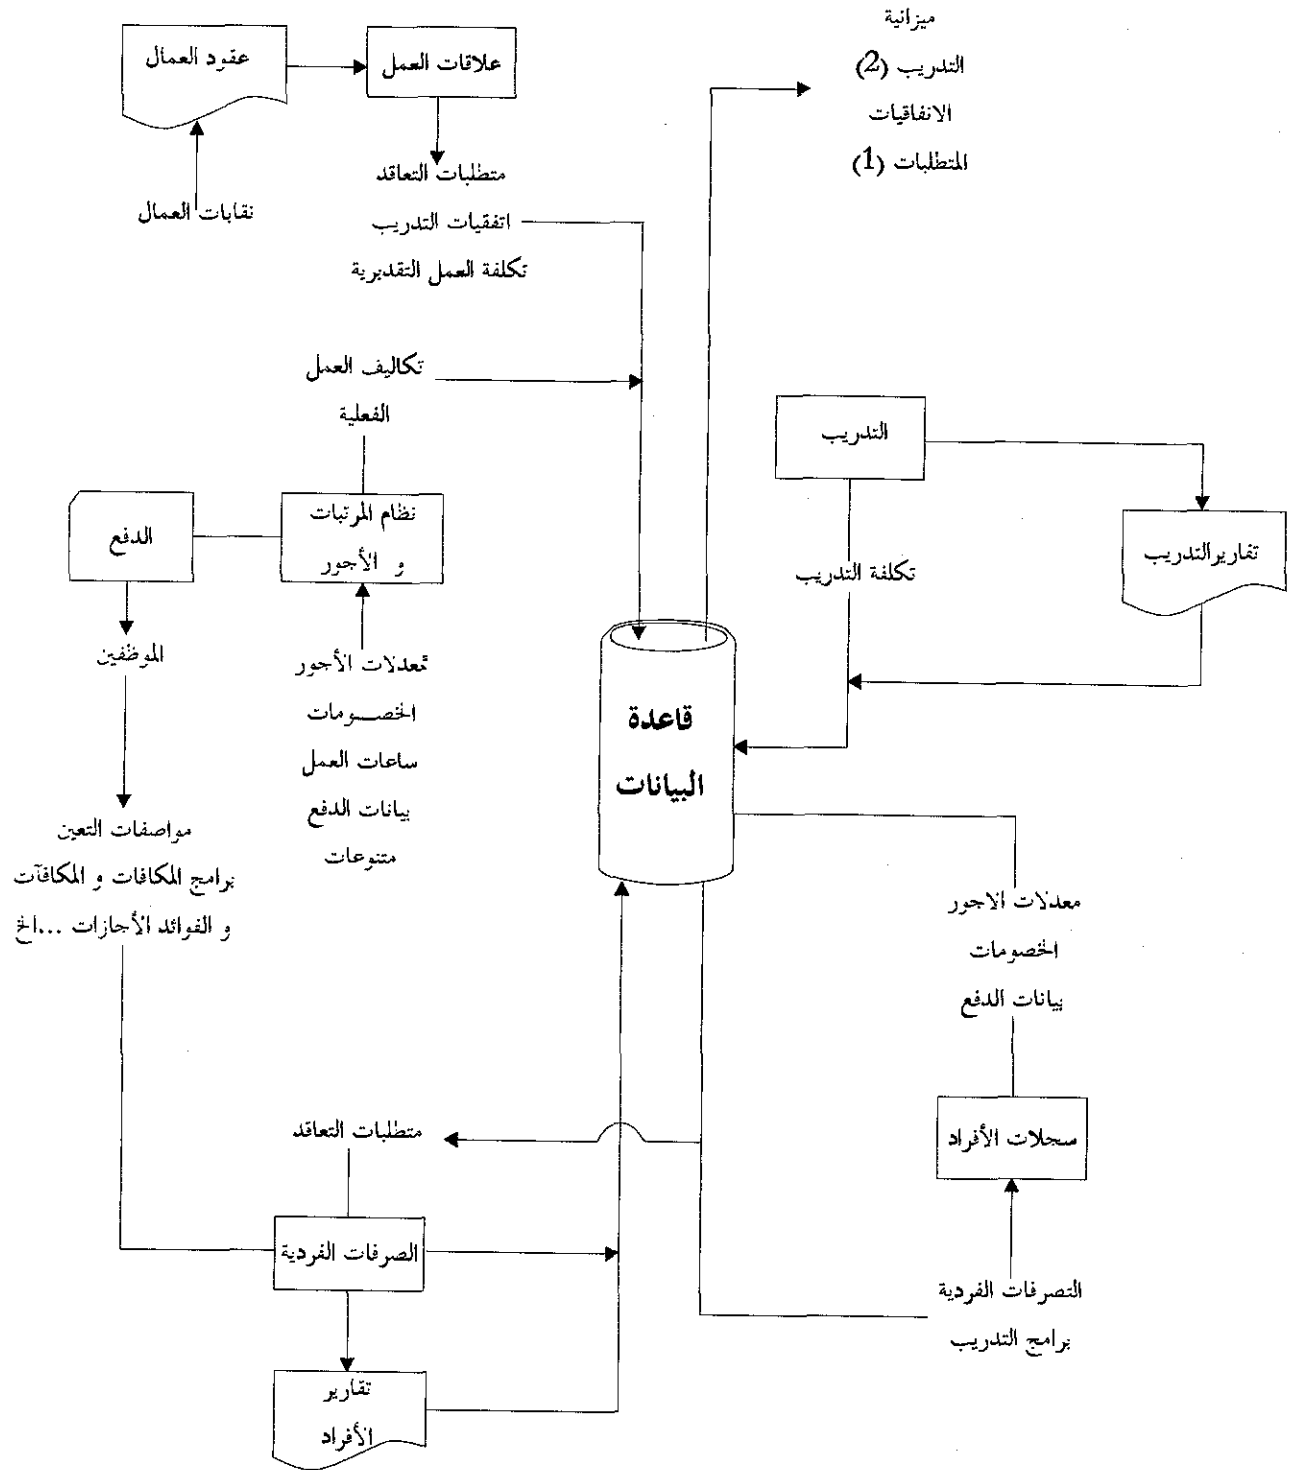 ميزانية
التدريب (2)
الانفاقيات
المتطلبات (1)
عقود العمال
علاقات العمل
نقابات العمال
متطلبات التعاقد
اتفقيات التدريب
تكلفة العمل التقديرية
تكاليف العمل
الفعلية
التدريب
نظام المرتبات
و الأجور
الدفع
تقارير التدريب
تكلفة التدريب
الموظفين
معدلات الأجور
الخصومات
ساعات العمل
بيانات الدفع
متنوعات
قاعدة
البيانات
مواصفات التعين
برامج المكافات و المكافآت
و الفوائد الأجازات ...الخ
معدلات الاجور
الخصومات
بيانات الدفع
متطلبات التعاقد
سجلات الأفراد
الصرفات الفردية
التصرفات الفردية
برامج التدريب
تقارير
الأفراد